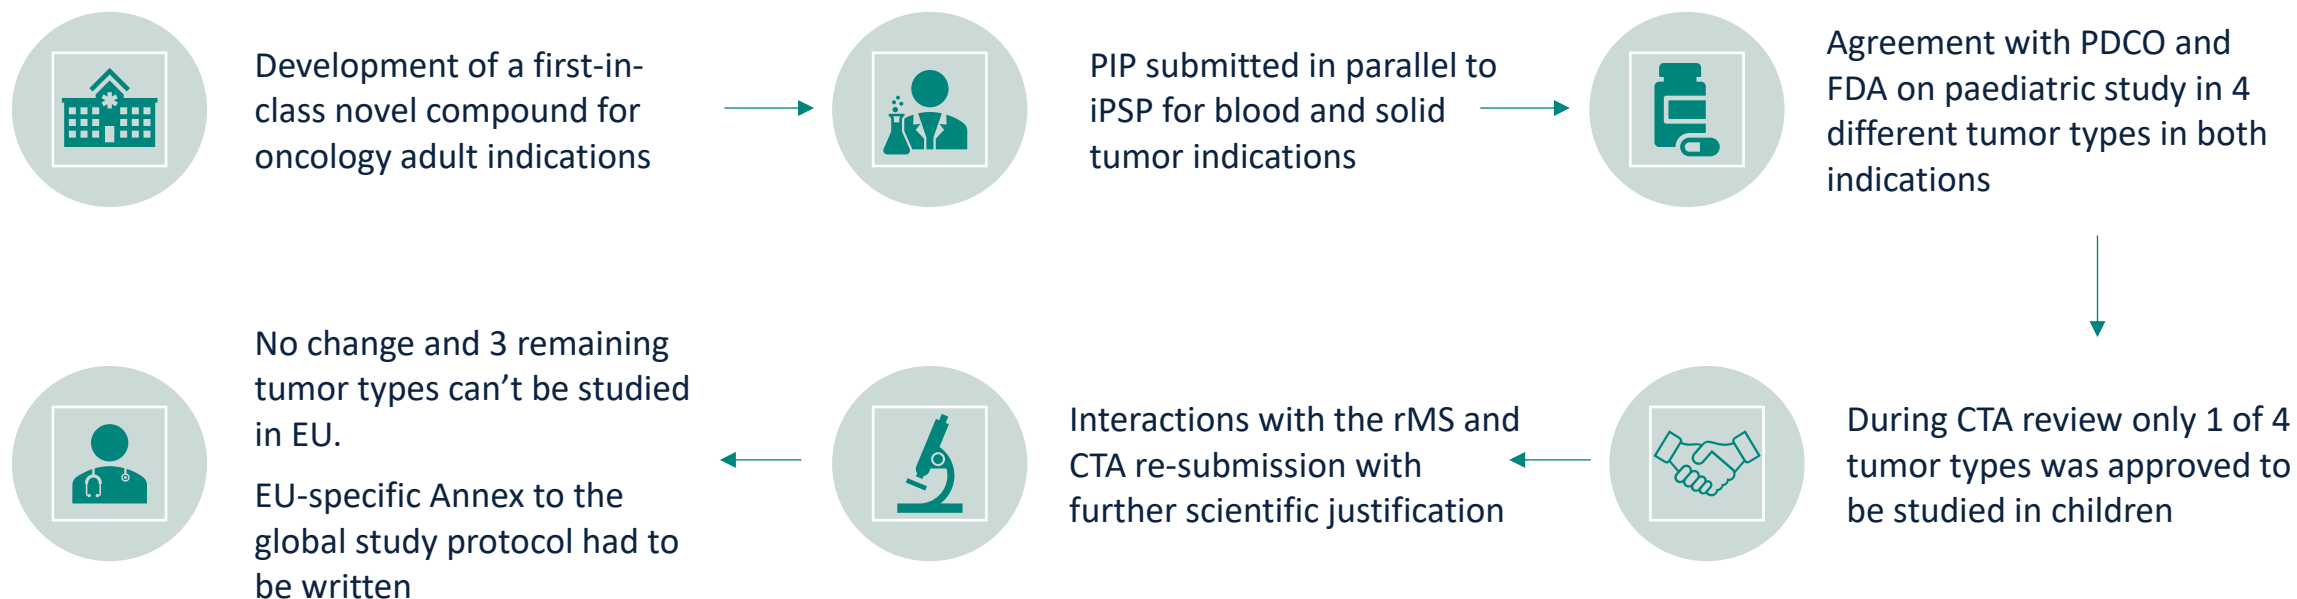 Development of a first-in-
class novel compound for
oncology adult indications
PIP submitted in parallel to
iPSP for blood and solid
tumor indications
Agreement with PDCO and
FDA on paediatric study in 4
different tumor types in both
indications
During CTA review only 1 of 4
tumor types was approved to
be studied in children
Interactions with the rMS and
CTA re-submission with
further scientific justification
No change and 3 remaining
tumor types can’t be studied
in EU.
EU-specific Annex to the
global study protocol had to
be written